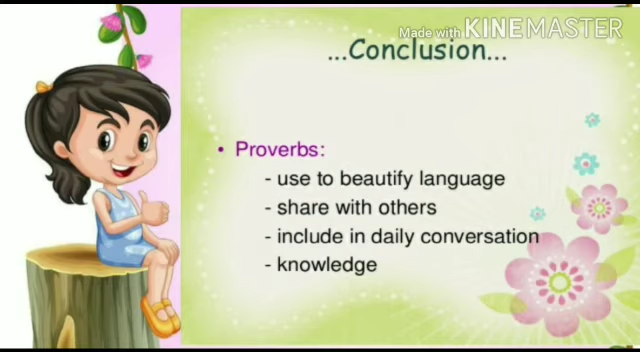 Made with KINEMASTER
...Conclusion...
• Proverbs:
- use to beautify language
- share with others
- include in daily conversation
- knowledge